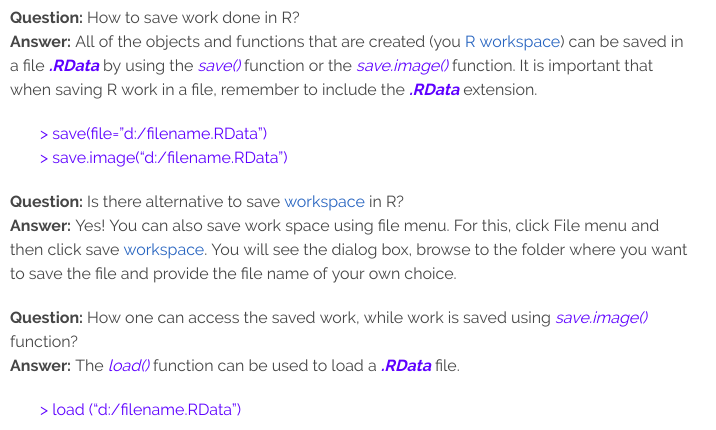 Question: How to save work done in R?
Answer: All of the objects and functions that are created (you R workspace) can be saved in
a file .RData by using the save() function or the save.image() function. It is important that
when saving R work in a file, remember to include the .RData extension.
> save(file=”d:/filename.RData”)
> save.image(“d:/filename.RData”)
Question: Is there alternative to save workspace in R?
Answer: Yes! You can also save work space using file menu. For this, click File menu and
then click save workspace. You will see the dialog box, browse to the folder where you want
to save the file and provide the file name of your own choice.
Question: How one can access the saved work, while work is saved using save.image()
function?
Answer: The load() function can be used to load a .RData file.
> load (“d:/filename.RData”)